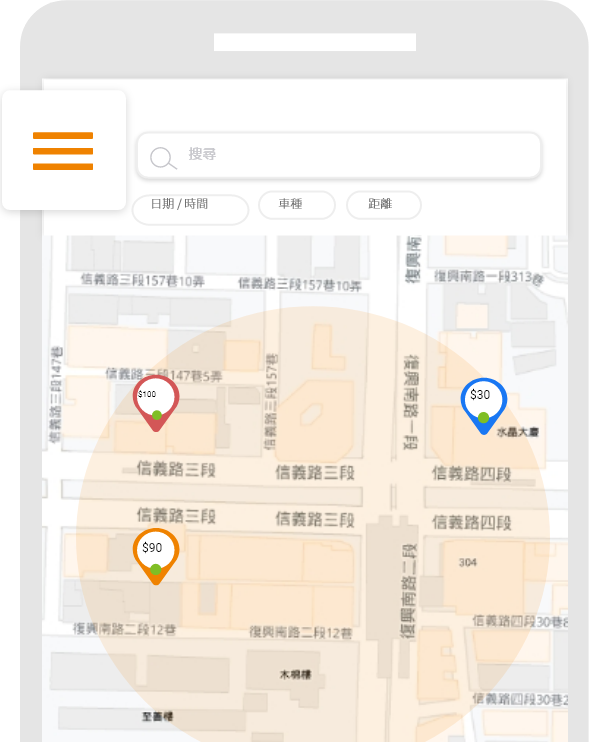 搜尋
日期 / 時間
車種
距離
復興南
信義路三段157巷10弄
信義路三段157巷10弄
復興南路一段313巷
信義路三段147巷
信義路三段147巷5弄
信義路三段157巷
復興南路一段
$100
$30
水晶大廈
信義路三段
信義路三段
信義路四段
信義路三段
信義路三段
信義路四段
$90
復興南路二段
304
復興南路二段12巷
復興南路二段12巷
信義路四段30巷8
木棉樓
信義路四段30巷2
至善樓